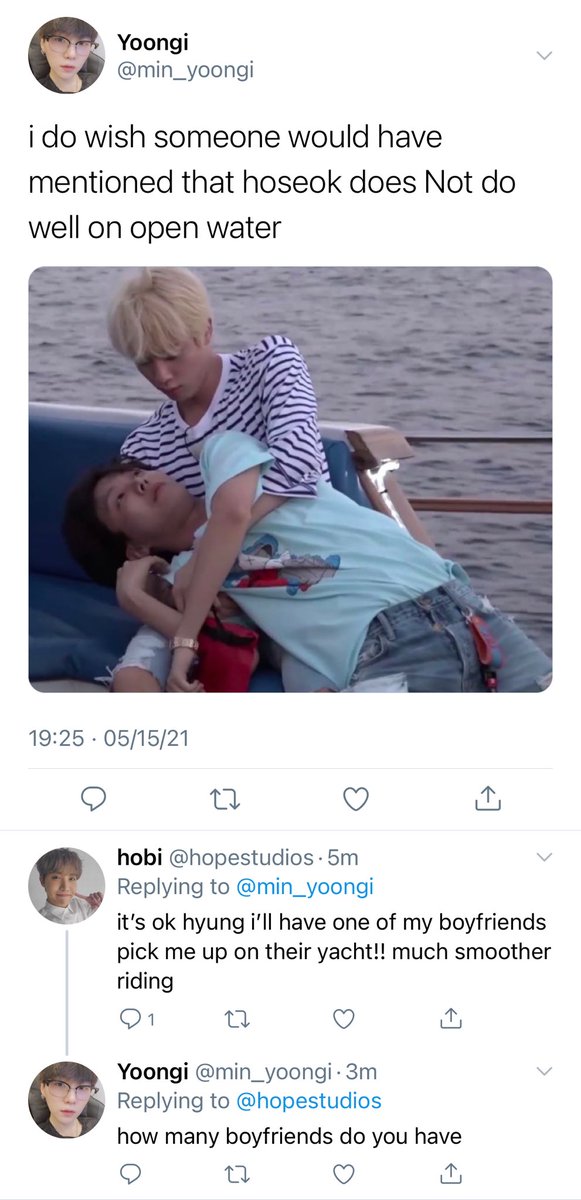 Yoongi
@min_yoongi
i do wish someone would have
mentioned that hoseok does Not do
well on open water
19:25 · 05/15/21
hobi @hopestudios · 5m
Replying to @min_yoongi
it's ok hyung i'll have one of my boyfriends
pick me up on their yacht!! much smoother
riding
1
Yoongi @min_yoongi · 3m
Replying to @hopestudios
how many boyfriends do you have